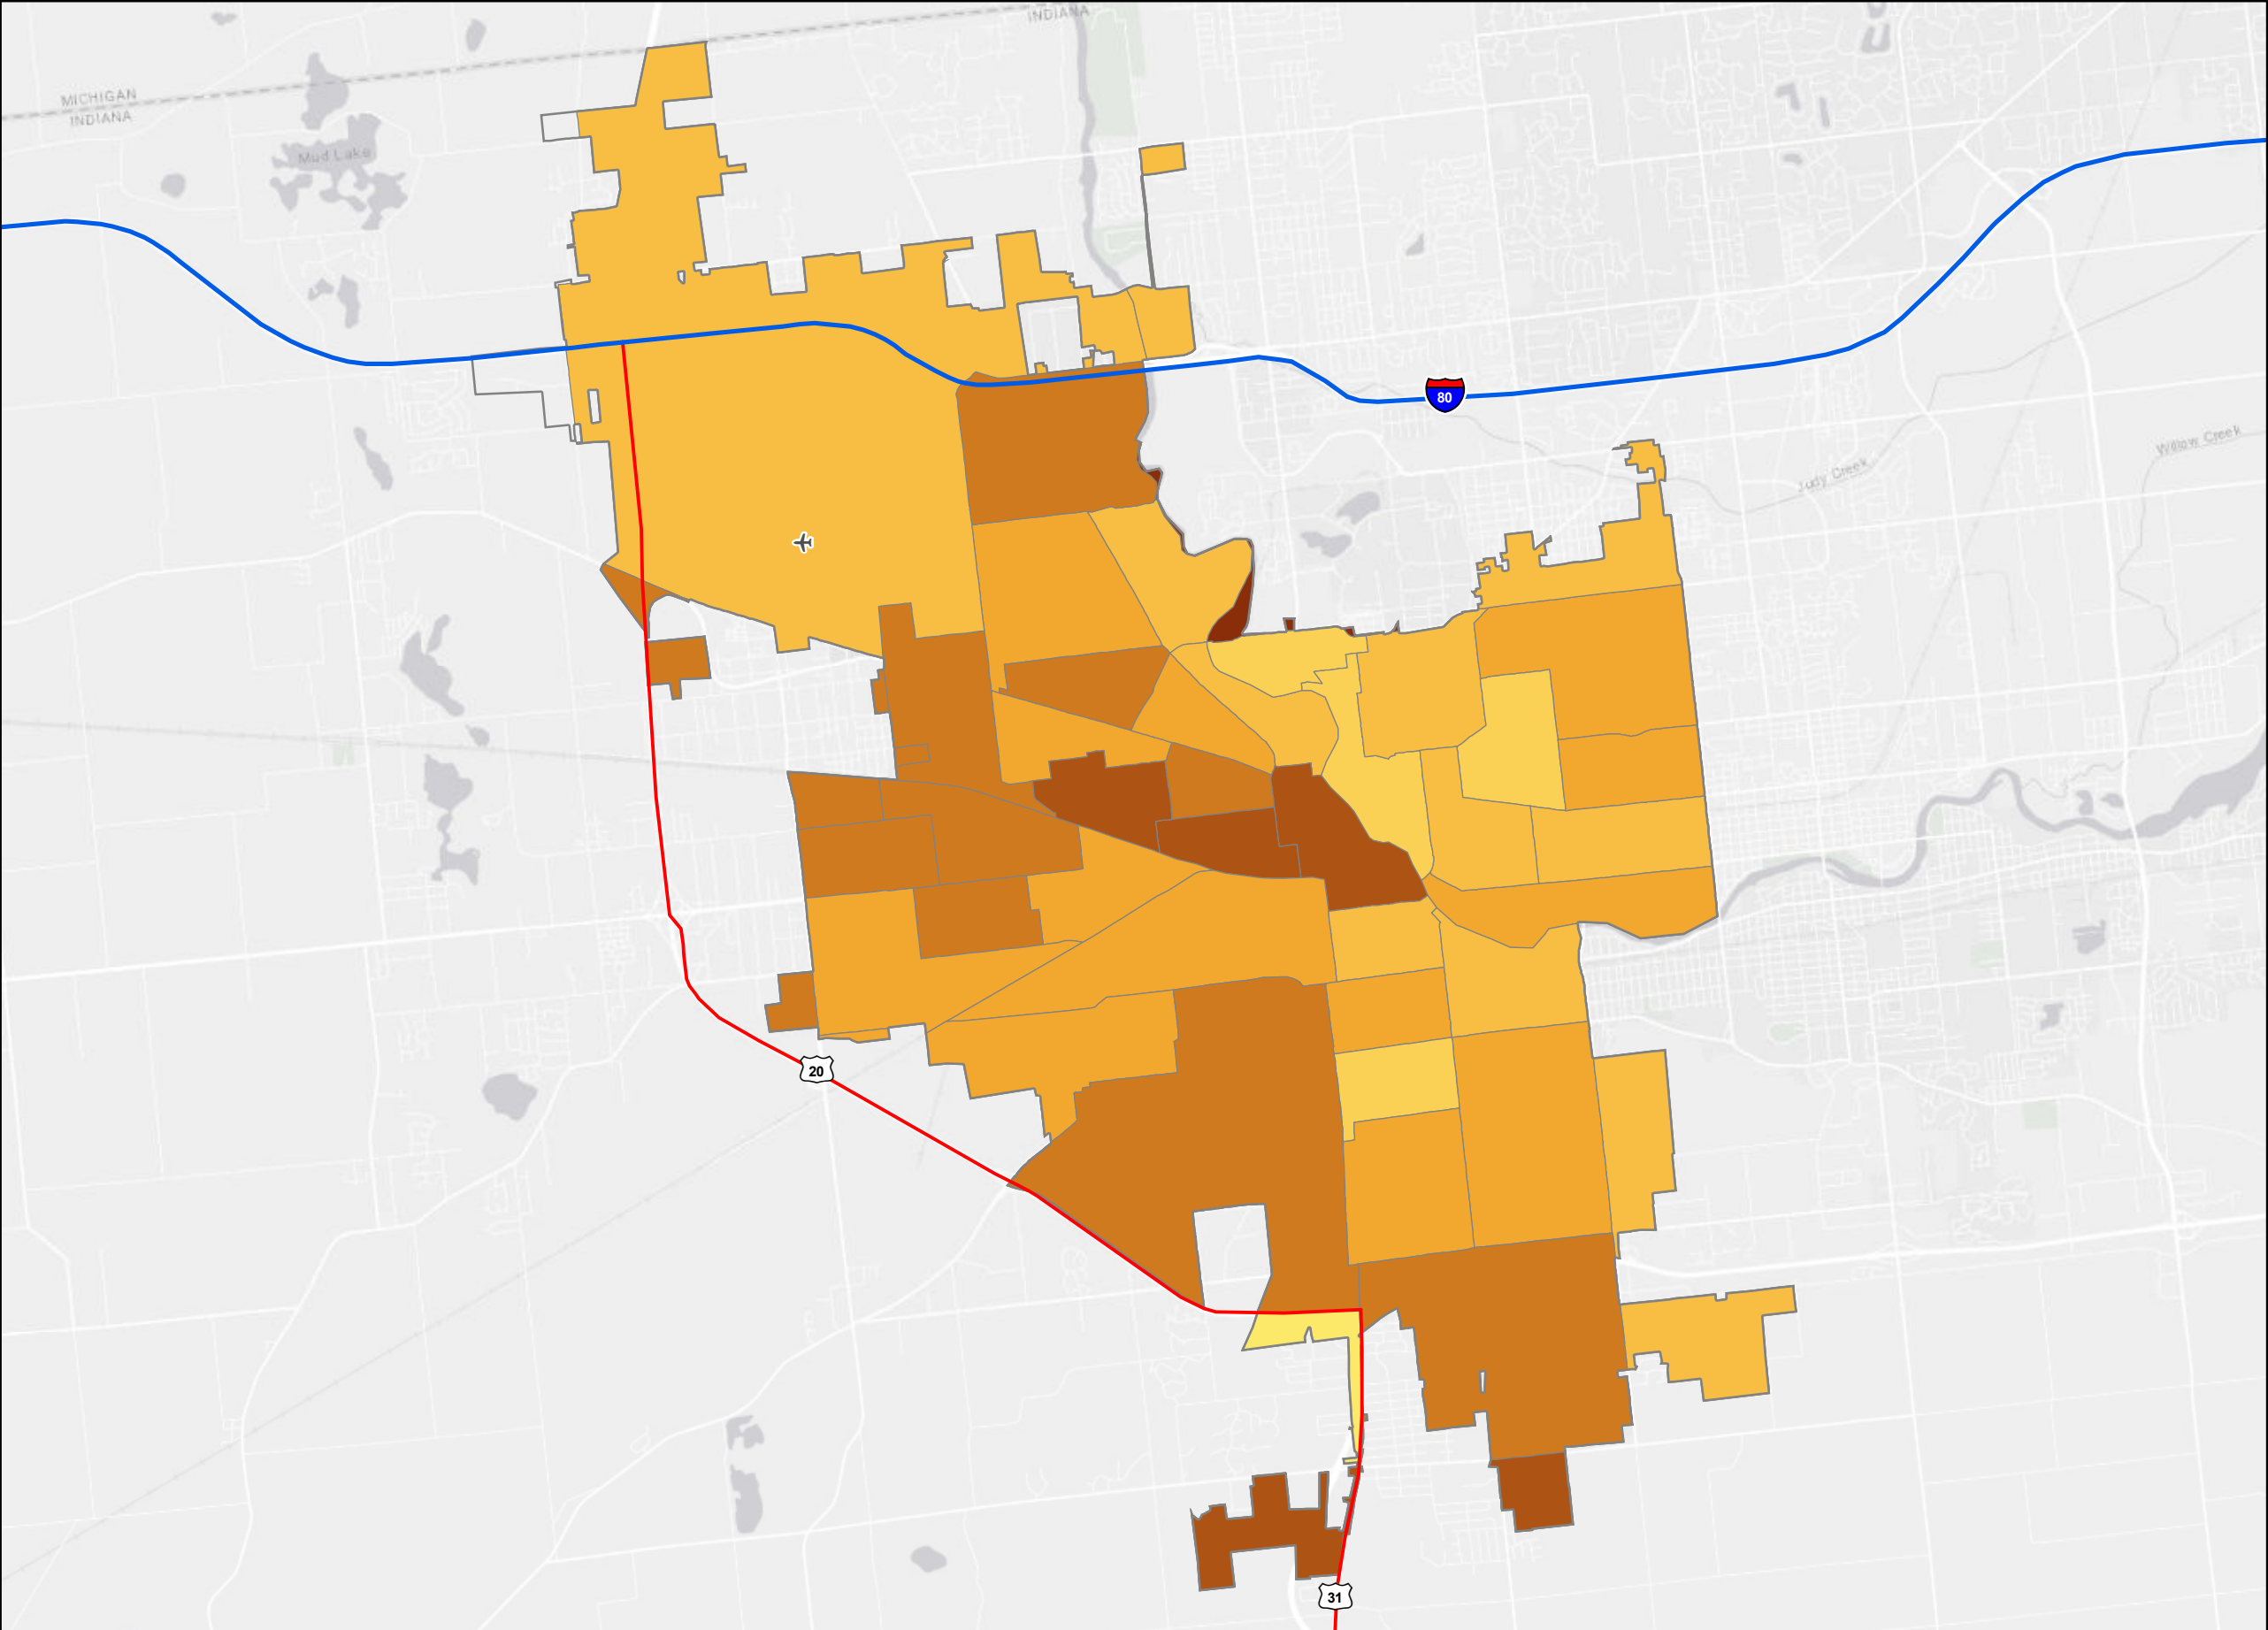 INDIANA
MICHIGAN
INDIANA
Mud Lake
80
Willow Creek
Judy Creek
20
31